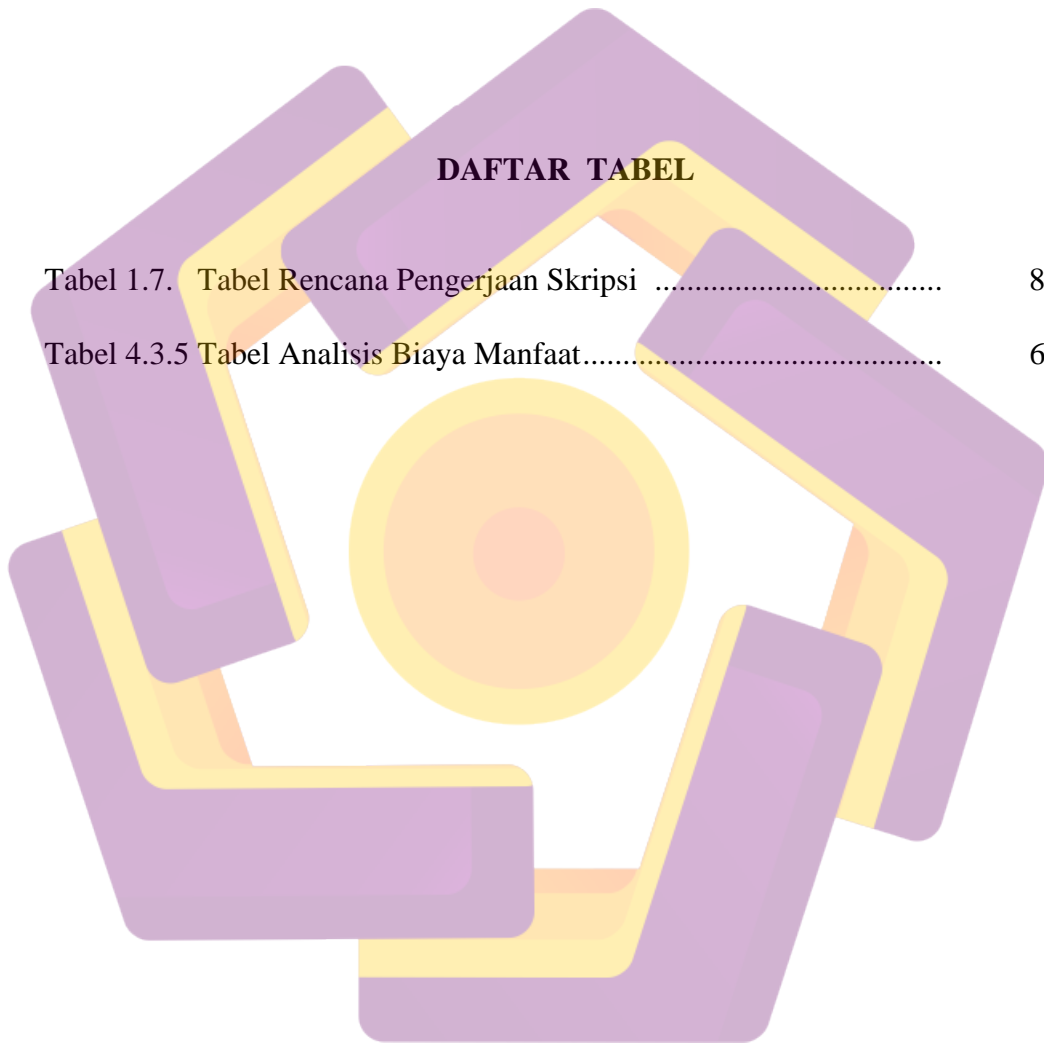 DAFTAR TABEL
Tabel 1.7. Tabel Rencana Pengerjaan Skripsi ................................ 8
Tabel 4.3.5 Tabel Analisis Biaya Manfaat............................................. 6